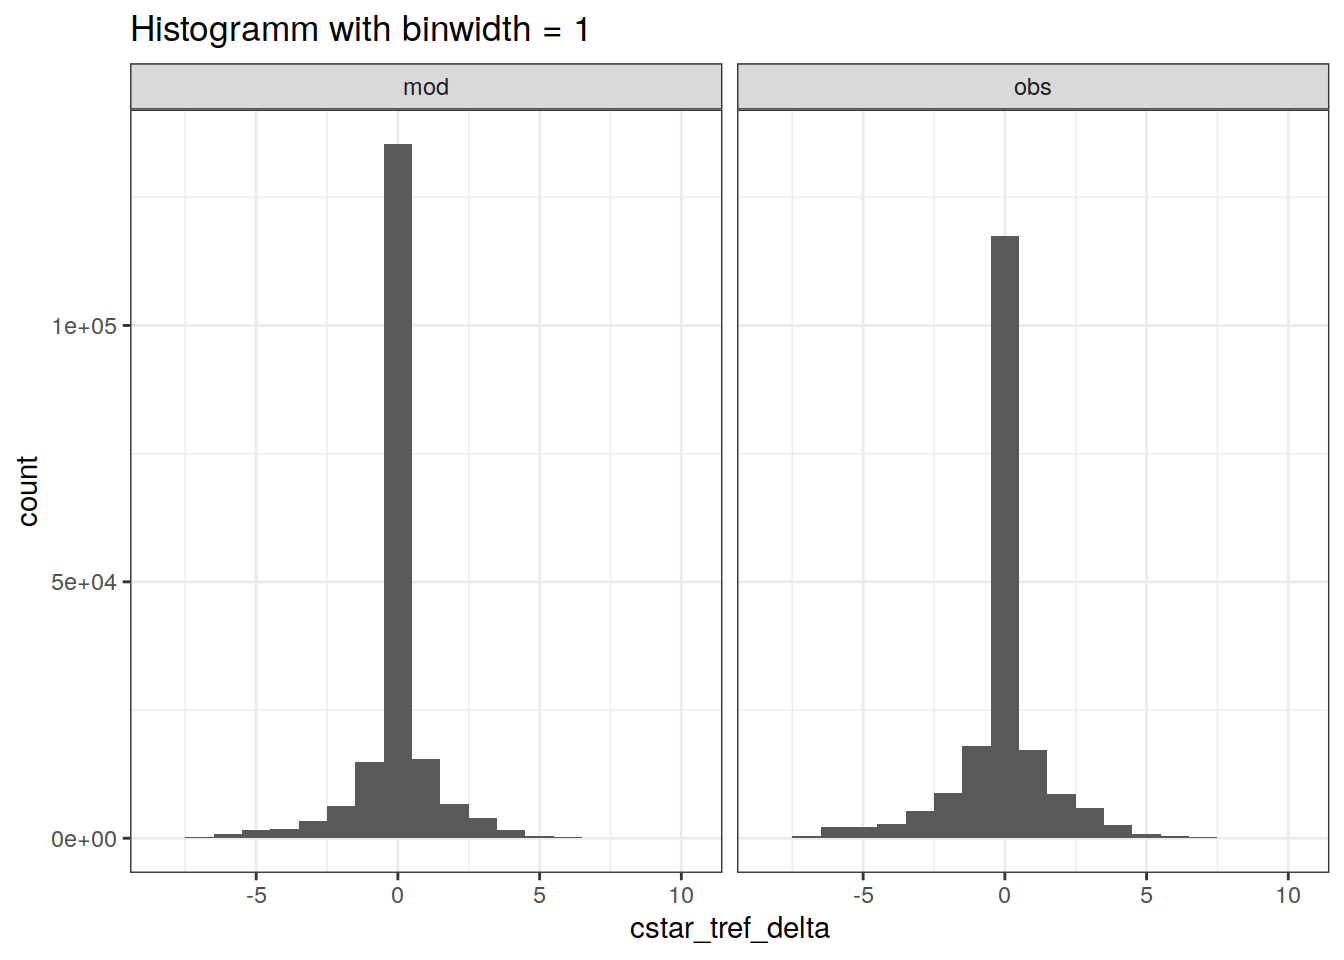 Histogramm with binwidth = 1
mod
obs
1e+05
5e+04
0e+00
count
-5 0 5 10
-5 0 5 10
cstar_tref_delta